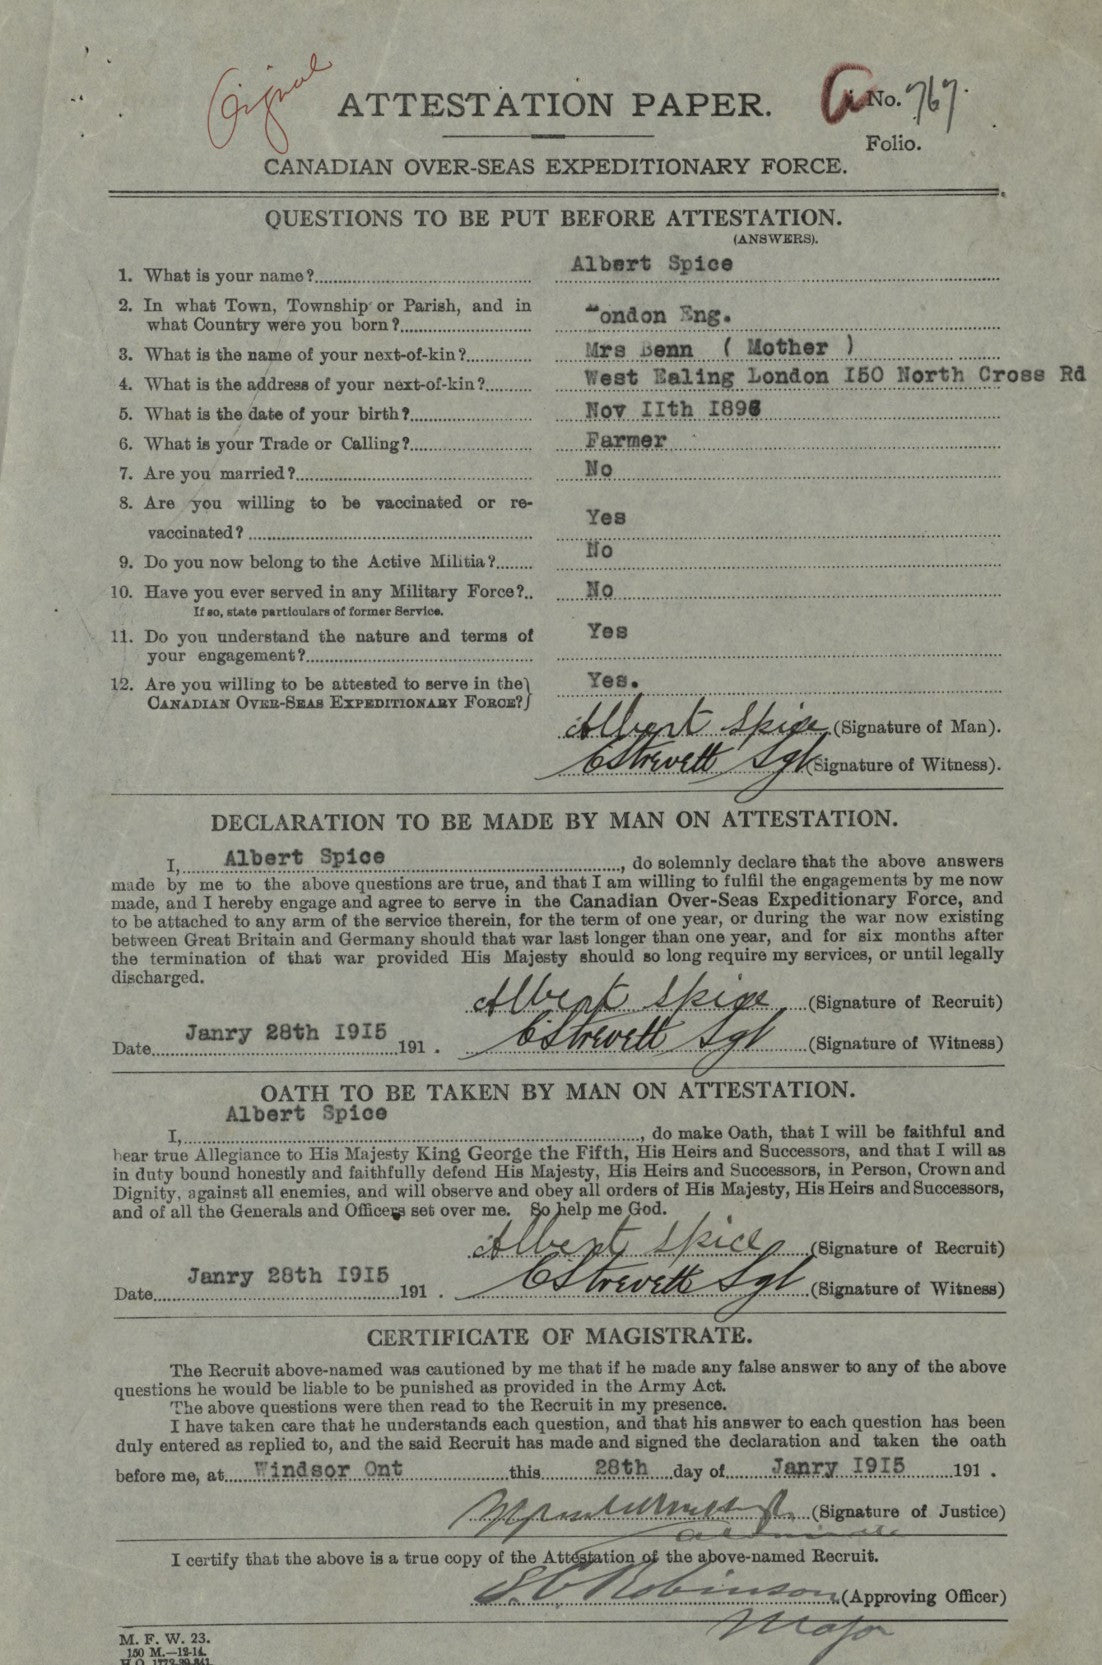 Original
ATTESTATION PAPER.
No. 767.
Folio.
CANADIAN OVER-SEAS EXPEDITIONARY FORCE.
QUESTIONS TO BE PUT BEFORE ATTESTATION.
(ANSWERS).
1. What is your name? Albert Spice
2. In what Town, Township or Parish, and in
what Country were you born? London Eng.
3. What is the name of your next-of-kin? Mrs Benn ( Mother )
4. What is the address of your next-of-kin? West Ealing London I50 North Cross Rd
5. What is the date of your birth? Nov IIth I896
6. What is your Trade or Calling? Farmer
7. Are you married? No
8. Are you willing to be vaccinated or re-
vaccinated? Yes
9. Do you now belong to the Active Militia? No
10. Have you ever served in any Military Force?.. No
If so, state particulars of former Service.
11. Do you understand the nature and terms of
your engagement? Yes
12. Are you willing to be attested to serve in the Yes.
CANADIAN OVER-SEAS EXPEDITIONARY FORCE?
Albert Spice (Signature of Man).
C Strevett Sgt (Signature of Witness).
DECLARATION TO BE MADE BY MAN ON ATTESTATION.
I, Albert Spice, do solemnly declare that the above answers
made by me to the above questions are true, and that I am willing to fulfil the engagements by me now
made, and I hereby engage and agree to serve in the Canadian Over-Seas Expeditionary Force, and
to be attached to any arm of the service therein, for the term of one year, or during the war now existing
between Great Britain and Germany should that war last longer than one year, and for six months after
the termination of that war provided His Majesty should so long require my services, or until legally
discharged.
Albert Spice (Signature of Recruit)
Date Janry 28th I9I5 191 . C Strevett Sgt (Signature of Witness)
OATH TO BE TAKEN BY MAN ON ATTESTATION.
I, Albert Spice, do make Oath, that I will be faithful and
bear true Allegiance to His Majesty King George the Fifth, His Heirs and Successors, and that I will as
in duty bound honestly and faithfully defend His Majesty, His Heirs and Successors, in Person, Crown and
Dignity, against all enemies, and will observe and obey all orders of His Majesty, His Heirs and Successors,
and of all the Generals and Officers set over me. So help me God.
Albert Spice (Signature of Recruit)
Date Janry 28th I9I5 191 . C Strevett Sgt (Signature of Witness)
CERTIFICATE OF MAGISTRATE.
The Recruit above-named was cautioned by me that if he made any false answer to any of the above
questions he would be liable to be punished as provided in the Army Act.
The above questions were then read to the Recruit in my presence.
I have taken care that he understands each question, and that his answer to each question has been
duly entered as replied to, and the said Recruit has made and signed the declaration and taken the oath
before me, at Windsor Ont this 28th day of Janry I9I5 191 .
(Signature of Justice)
I certify that the above is a true copy of the Attestation of the above-named Recruit.
S. C. Robinson (Approving Officer)
Major
M. F. W. 23.
150 M.—12-14.
H.Q. 1772-39-841.